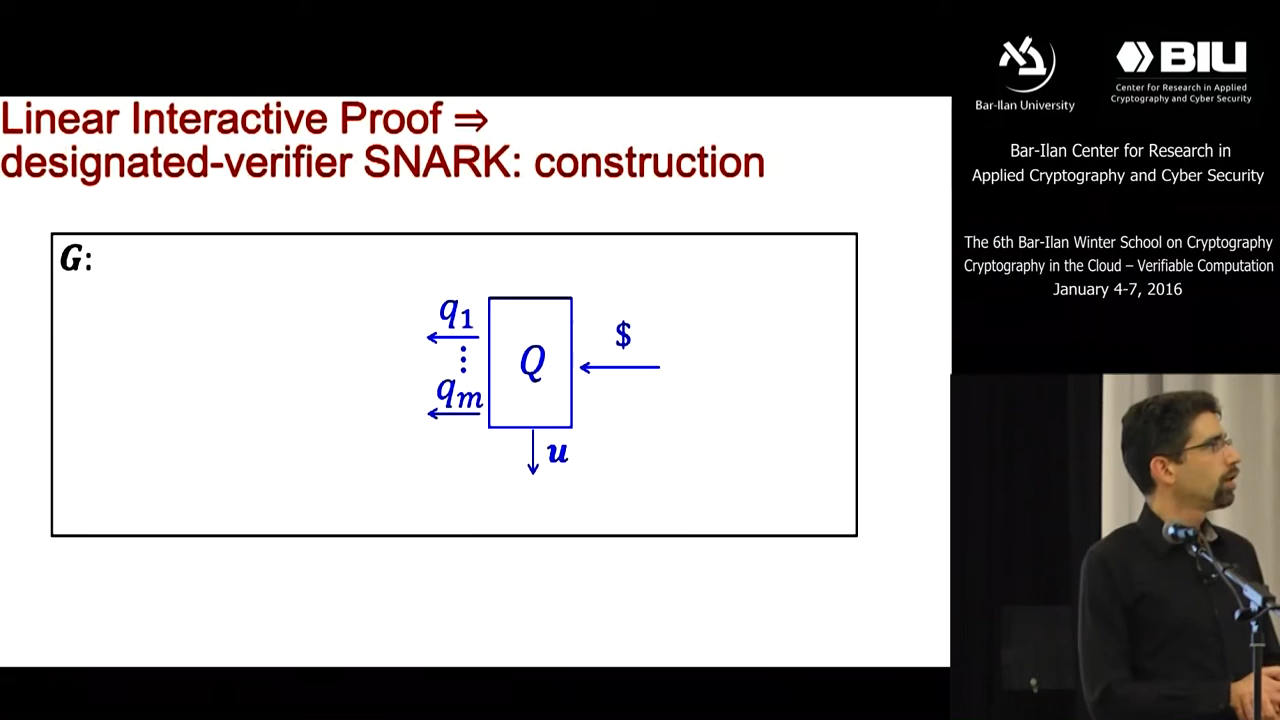 Linear Interactive Proof ⇒
designated-verifier SNARK: construction
G:
q1
⋮
qm
Q
$
u
Bar-Ilan University
BIU
Center for Research in Applied
Cryptography and Cyber Security
Bar-Ilan Center for Research in
Applied Cryptography and Cyber Security
The 6th Bar-Ilan Winter School on Cryptography
Cryptography in the Cloud – Verifiable Computation
January 4-7, 2016